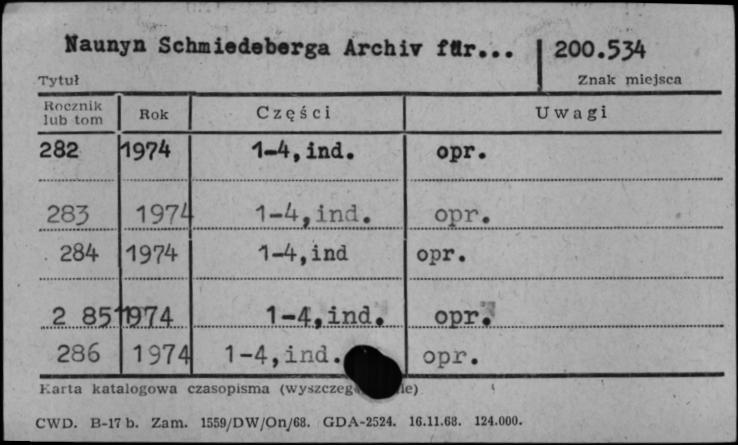 Naunyn Schmiedeberga Archiv für... 200.534
Tytuł Znak miejsca
Rocznik lub tom Rok Części Uwagi
282 1974 1-4, ind. opr.
283 1974 1-4, ind. opr.
284 1974 1-4, ind opr.
2 85 1974 1-4, ind. opr.
286 1974 1-4, ind. opr.
Karta katalogowa czasopisma
CWD. B-17 b. Zam. 1559/DW/On/68. GDA-2524. 16.11.68. 124.000.